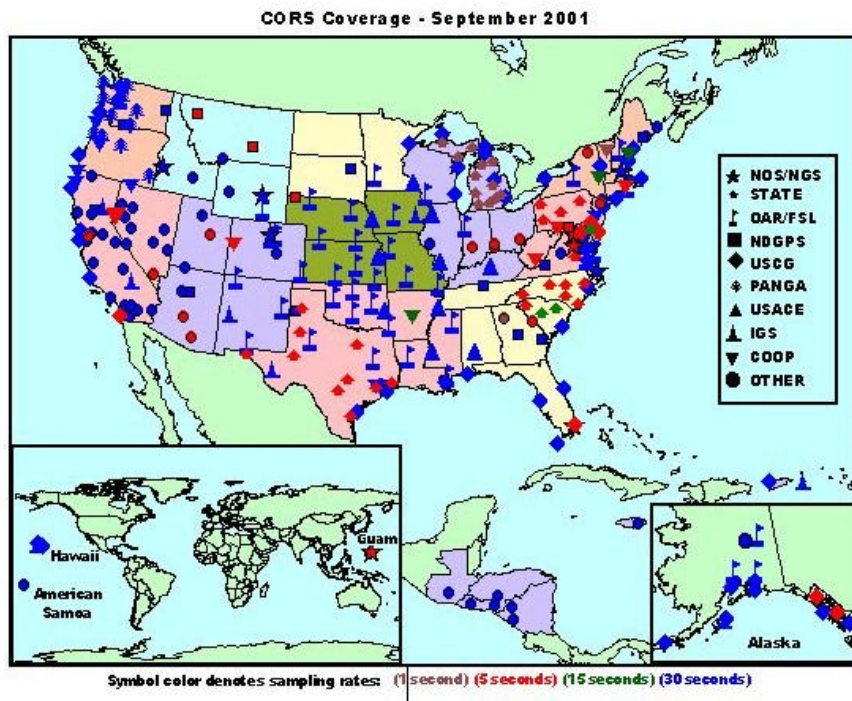 CORS Coverage - September 2001
NOS/NGS
STATE
OAR/FSL
NDGPS
USCG
PANGA
USACE
IGS
COOP
OTHER
Guam
Hawaii
American
Samoa
Alaska
Symbol color denotes sampling rates: (1 second) (5 seconds) (15 seconds) (30 seconds)